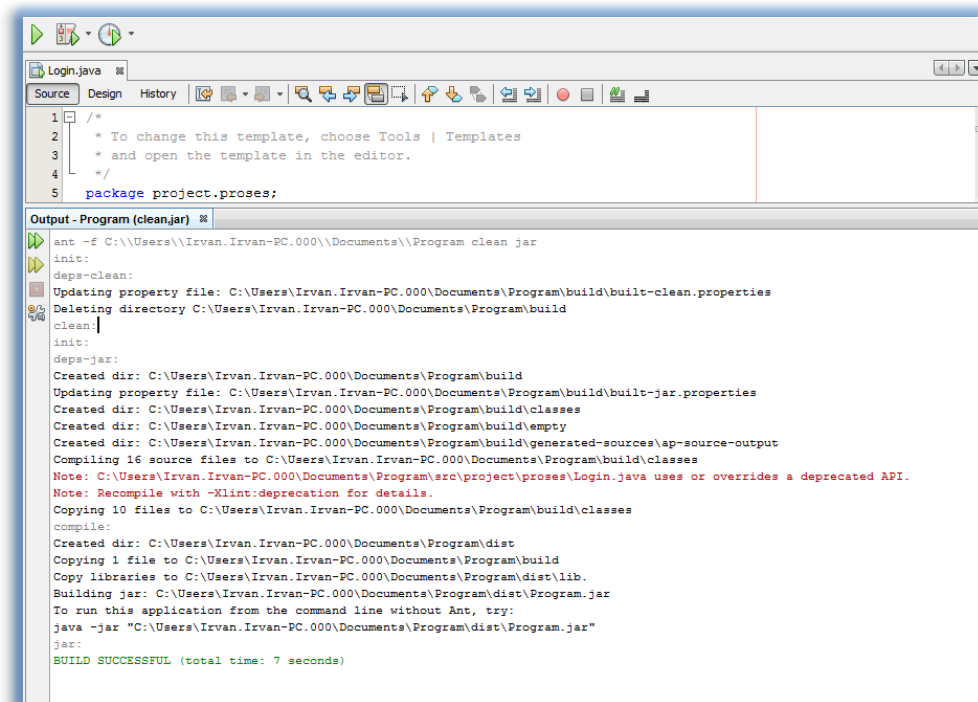 Login.java
Source Design History
1 /*
2 * To change this template, choose Tools | Templates
3 * and open the template in the editor.
4 */
5 package project.proses;
Output - Program (clean,jar)
ant -f C:\\Users\\Irvan.Irvan-PC.000\\Documents\\Program clean jar
init:
deps-clean:
Updating property file: C:\Users\Irvan.Irvan-PC.000\Documents\Program\build\built-clean.properties
Deleting directory C:\Users\Irvan.Irvan-PC.000\Documents\Program\build
clean:
init:
deps-jar:
Created dir: C:\Users\Irvan.Irvan-PC.000\Documents\Program\build
Updating property file: C:\Users\Irvan.Irvan-PC.000\Documents\Program\build\built-jar.properties
Created dir: C:\Users\Irvan.Irvan-PC.000\Documents\Program\build\classes
Created dir: C:\Users\Irvan.Irvan-PC.000\Documents\Program\build\empty
Created dir: C:\Users\Irvan.Irvan-PC.000\Documents\Program\build\generated-sources\ap-source-output
Compiling 16 source files to C:\Users\Irvan.Irvan-PC.000\Documents\Program\build\classes
Note: C:\Users\Irvan.Irvan-PC.000\Documents\Program\src\project\proses\Login.java uses or overrides a deprecated API.
Note: Recompile with -Xlint:deprecation for details.
Copying 10 files to C:\Users\Irvan.Irvan-PC.000\Documents\Program\build\classes
compile:
Created dir: C:\Users\Irvan.Irvan-PC.000\Documents\Program\dist
Copying 1 file to C:\Users\Irvan.Irvan-PC.000\Documents\Program\build
Copy libraries to C:\Users\Irvan.Irvan-PC.000\Documents\Program\dist\lib.
Building jar: C:\Users\Irvan.Irvan-PC.000\Documents\Program\dist\Program.jar
To run this application from the command line without Ant, try:
java -jar "C:\Users\Irvan.Irvan-PC.000\Documents\Program\dist\Program.jar"
jar:
BUILD SUCCESSFUL (total time: 7 seconds)